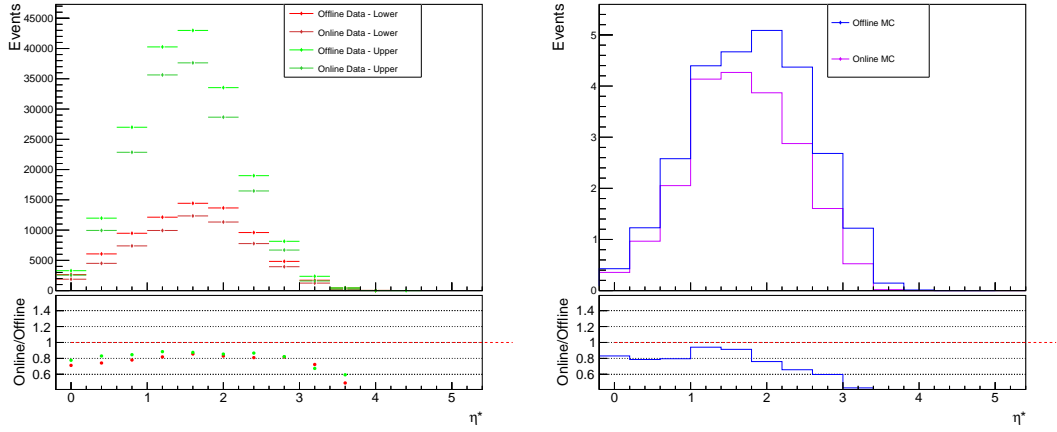 Events
45000
40000
35000
30000
25000
20000
15000
10000
5000
0
Offline Data - Lower
Online Data - Lower
Offline Data - Upper
Online Data - Upper
Online/Offline
1.4
1.2
1
0.8
0.6
0 1 2 3 4 5
η*
Events
5
4
3
2
1
0
Offline MC
Online MC
Online/Offline
1.4
1.2
1
0.8
0.6
0 1 2 3 4 5
η*